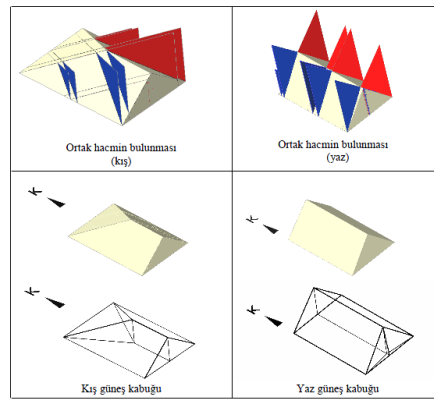 Ortak hacmin bulunması
(kış)
Ortak hacmin bulunması
(yaz)
K
K
K
K
Kış güneş kabuğu
Yaz güneş kabuğu